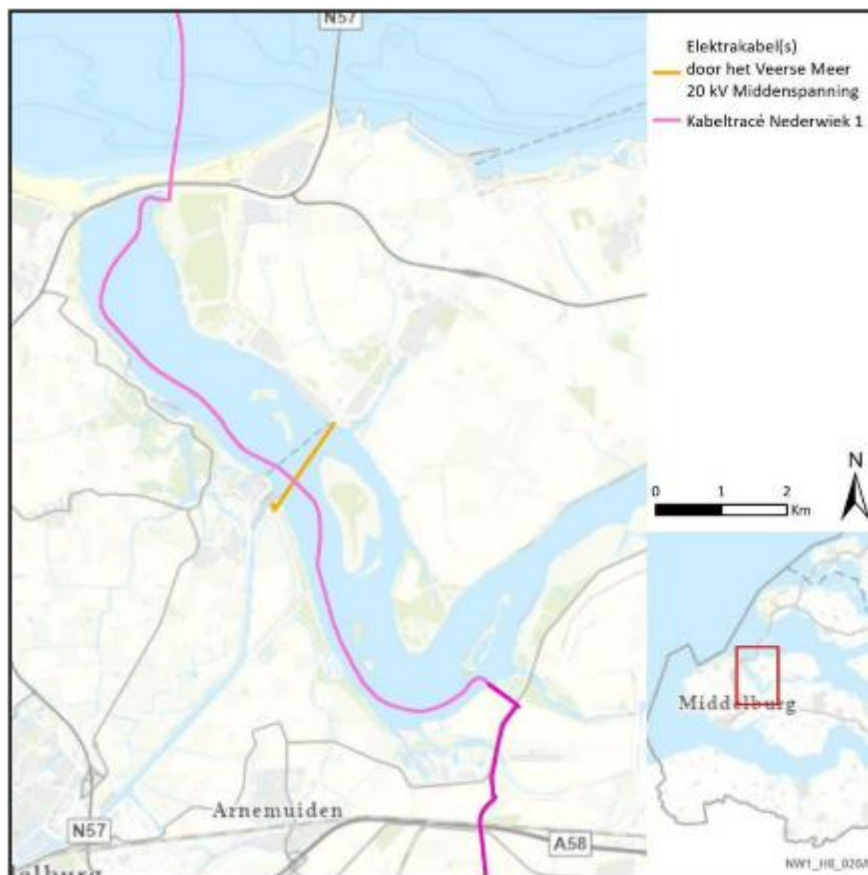 N57
Elektrakabel(s)
door het Veerse Meer
20 kV Middenspanning
Kabeltracé Nederwiek 1
N
0 1 2
Km
Middelburg
Arnemuiden
N57
A58